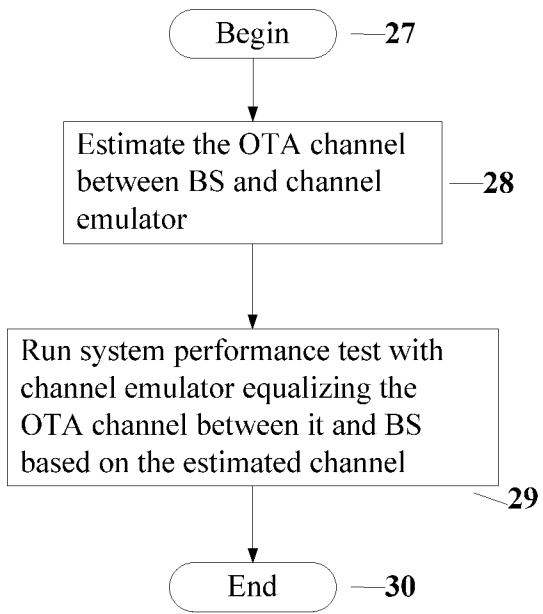 Begin
27
Estimate the OTA channel
between BS and channel
emulator
28
Run system performance test with
channel emulator equalizing the
OTA channel between it and BS
based on the estimated channel
29
End
30